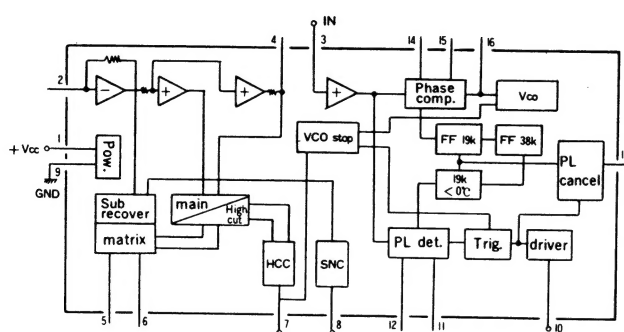 IN
4
3
14
15
16
2
−
+
+
+
Phase
comp.
Vco
1
+ Vcc
9
GND
Pow.
VCO stop
FF 19k
FF 38k
PL
cancel
19k
<0℃
Sub
recover
matrix
main
High
cut
HCC
SNC
PL det.
Trig.
driver
5
6
7
8
12
11
10